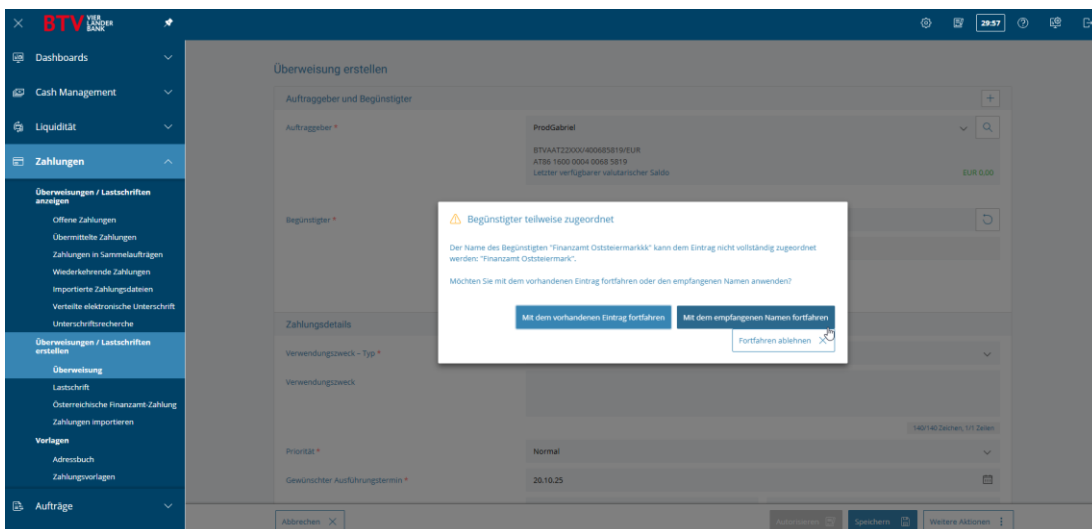 BTV VIER LÄNDER BANK
29:57
Dashboards
Cash Management
Liquidität
Zahlungen
Überweisungen / Lastschriften
anzeigen
Offene Zahlungen
Übermittelte Zahlungen
Zahlungen in Sammelaufträgen
Wiederkehrende Zahlungen
Importierte Zahlungsdateien
Verteilte elektronische Unterschrift
Unterschriftsrecherche
Überweisungen / Lastschriften
erstellen
Überweisung
Lastschrift
Österreichische Finanzamt-Zahlung
Zahlungen importieren
Vorlagen
Adressbuch
Zahlungsvorlagen
Aufträge
Überweisung erstellen
Auftraggeber und Begünstigter
Auftraggeber *
ProdGabriel
BTVAAT22XXX/400685819/EUR
AT86 1600 0004 0068 5819
Letzter verfügbarer valutarischer Saldo
EUR 0,00
Begünstigter *
Begünstigter teilweise zugeordnet
Der Name des Begünstigten "Finanzamt Oststeiermarkkk" kann dem Eintrag nicht vollständig zugeordnet
werden: "Finanzamt Oststeiermark".
Möchten Sie mit dem vorhandenen Eintrag fortfahren oder den empfangenen Namen anwenden?
Mit dem vorhandenen Eintrag fortfahren
Mit dem empfangenen Namen fortfahren
Fortfahren ablehnen
Zahlungsdetails
Verwendungszweck – Typ *
Verwendungszweck
140/140 Zeichen, 1/1 Zeilen
Priorität *
Normal
Gewünschter Ausführungstermin *
20.10.25
Abbrechen
Autorisieren
Speichern
Weitere Aktionen